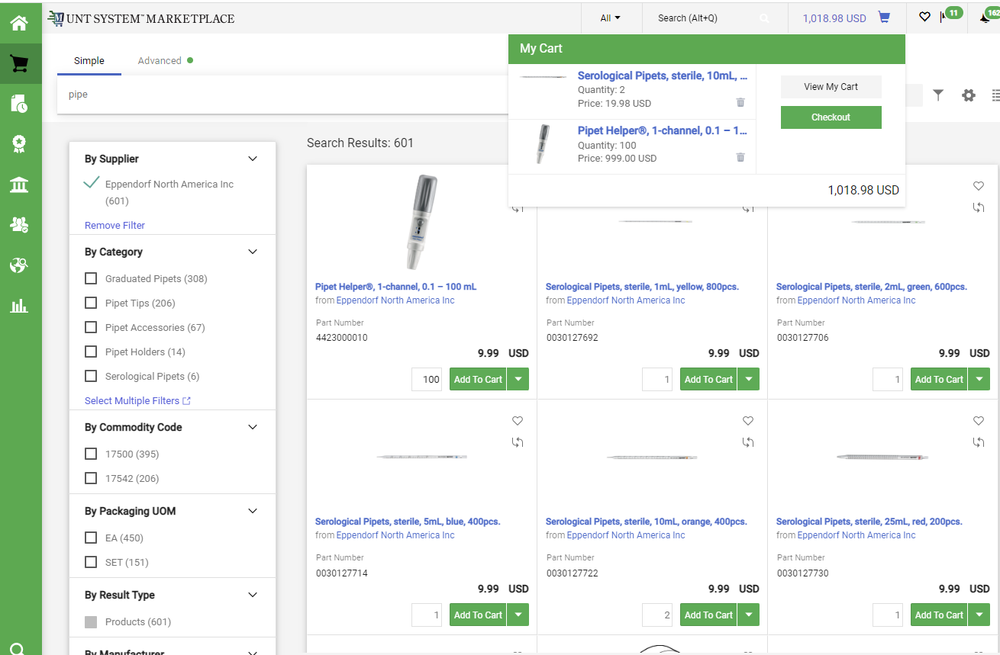 UNT SYSTEM™ MARKETPLACE
All
Search (Alt+Q)
1,018.98 USD
11
162
Simple
Advanced
pipe
My Cart
Serological Pipets, sterile, 10mL, ...
Quantity: 2
Price: 19.98 USD
Pipet Helper®, 1-channel, 0.1 – 1...
Quantity: 100
Price: 999.00 USD
View My Cart
Checkout
1,018.98 USD
By Supplier
Eppendorf North America Inc
(601)
Remove Filter
By Category
Graduated Pipets (308)
Pipet Tips (206)
Pipet Accessories (67)
Pipet Holders (14)
Serological Pipets (6)
Select Multiple Filters
By Commodity Code
17500 (395)
17542 (206)
By Packaging UOM
EA (450)
SET (151)
By Result Type
Products (601)
By Manufacturer
Search Results: 601
Pipet Helper®, 1-channel, 0.1 – 100 mL
from Eppendorf North America Inc
Part Number
4423000010
9.99 USD
100 Add To Cart
Serological Pipets, sterile, 1mL, yellow, 800pcs.
from Eppendorf North America Inc
Part Number
0030127692
9.99 USD
1 Add To Cart
Serological Pipets, sterile, 2mL, green, 600pcs.
from Eppendorf North America Inc
Part Number
0030127706
9.99 USD
1 Add To Cart
Serological Pipets, sterile, 5mL, blue, 400pcs.
from Eppendorf North America Inc
Part Number
0030127714
9.99 USD
1 Add To Cart
Serological Pipets, sterile, 10mL, orange, 400pcs.
from Eppendorf North America Inc
Part Number
0030127722
9.99 USD
2 Add To Cart
Serological Pipets, sterile, 25mL, red, 200pcs.
from Eppendorf North America Inc
Part Number
0030127730
9.99 USD
1 Add To Cart